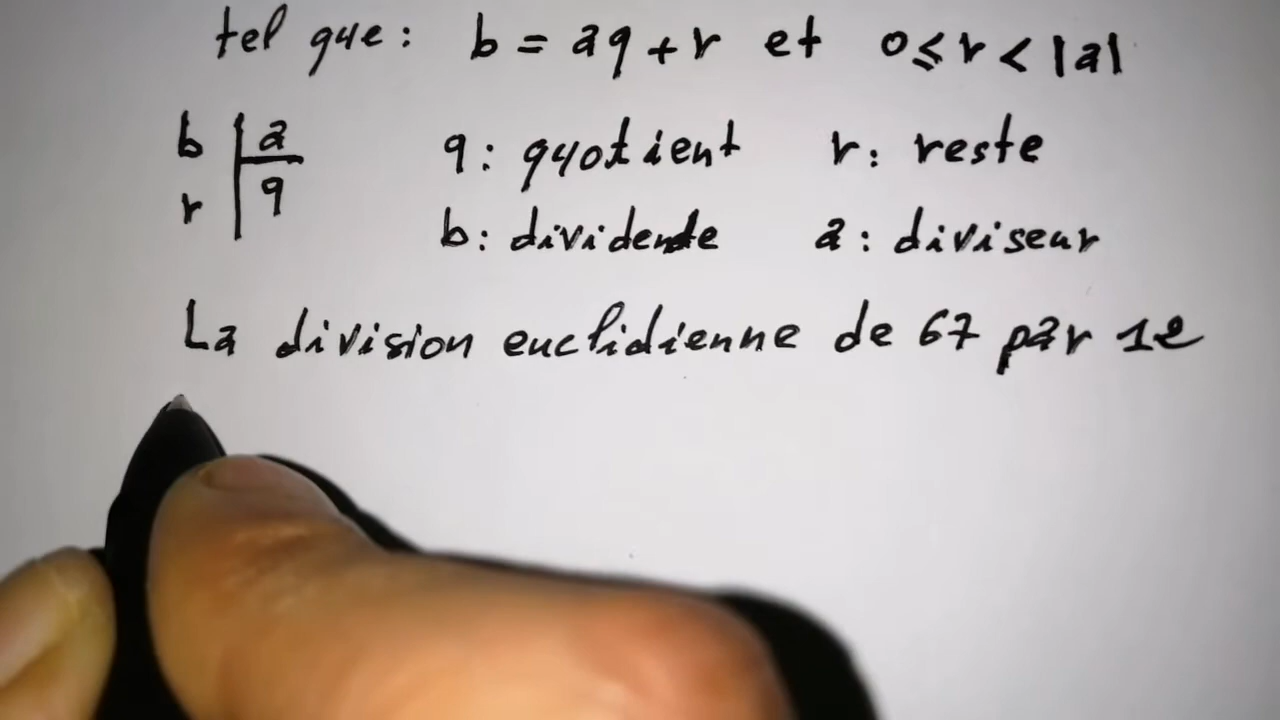 tel que: b = aq + r et 0 ≤ r < |a|
b | a
r | q
q: quotient r: reste
b: dividende a: diviseur
La division euclidienne de 67 par 12